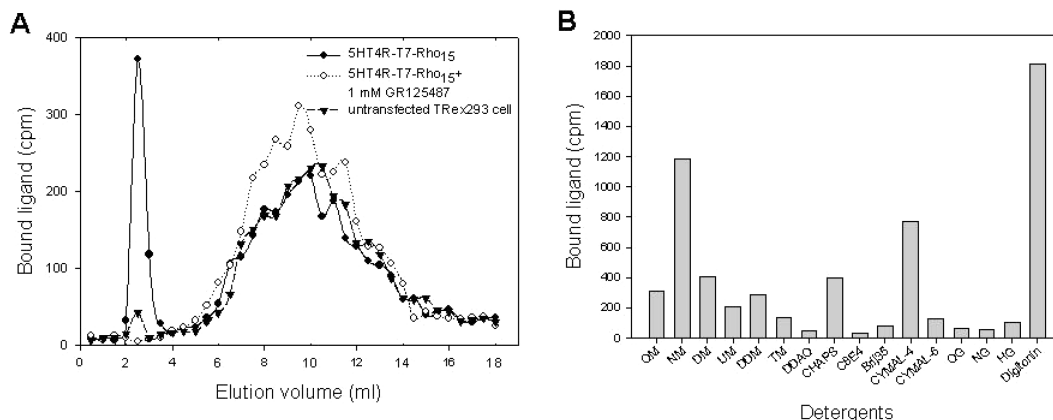 A
400
300
200
100
0
Bound ligand (cpm)
0 2 4 6 8 10 12 14 16 18
Elution volume (ml)
5HT4R-T7-Rho15
5HT4R-T7-Rho15+
1 mM GR125487
untransfected TRex293 cell
B
2000
1800
1600
1400
1200
1000
800
600
400
200
0
Bound ligand (cpm)
OM NM DM UM DDM TM DDAO CHAPS C8E4 Brij35 CYMAL-4 CYMAL-6 OG NG HG Digitonin
Detergents